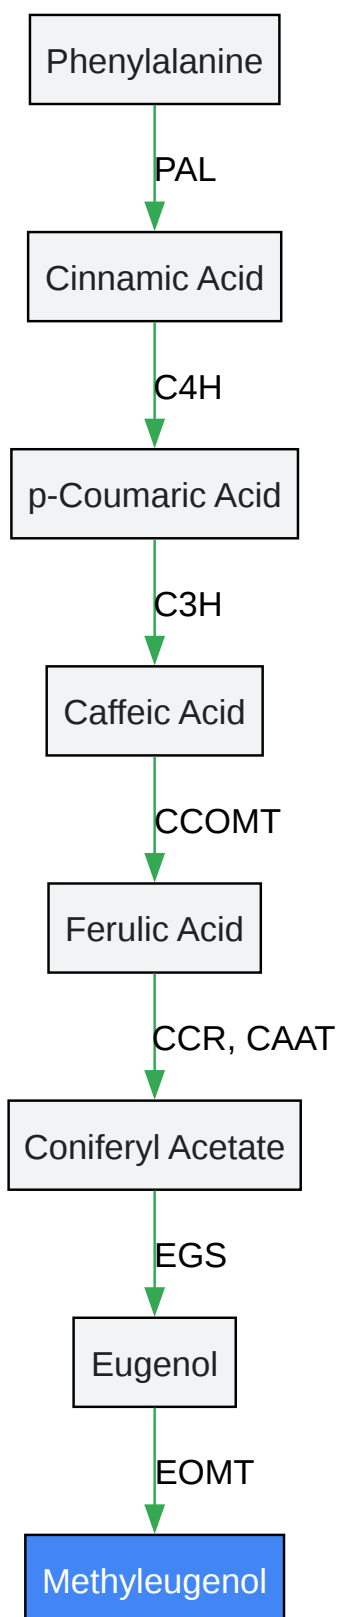 Phenylalanine
PAL
Cinnamic Acid
C4H
p-Coumaric Acid
C3H
Caffeic Acid
CCOMT
Ferulic Acid
CCR, CAAT
Coniferyl Acetate
EGS
Eugenol
EOMT
Methyleugenol